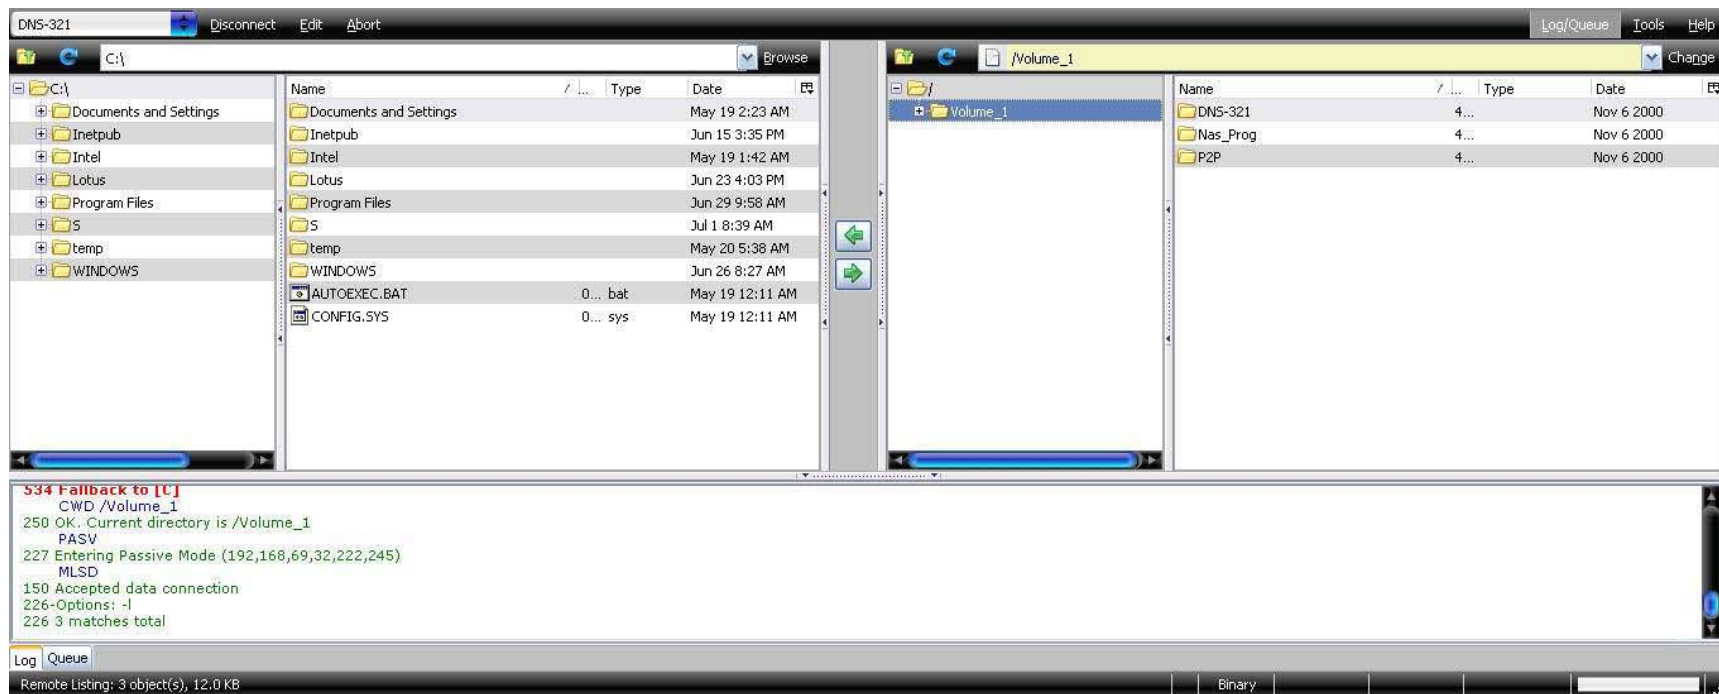 DNS-321 Disconnect Edit Abort Log/Queue Tools Help
C:\ Browse /Volume_1 Change
C:\
Documents and Settings
Inetpub
Intel
Lotus
Program Files
S
temp
WINDOWS
Name / ... Type Date
Documents and Settings May 19 2:23 AM
Inetpub Jun 15 3:35 PM
Intel May 19 1:42 AM
Lotus Jun 23 4:03 PM
Program Files Jun 29 9:58 AM
S Jul 1 8:39 AM
temp May 20 5:38 AM
WINDOWS Jun 26 8:27 AM
AUTOEXEC.BAT 0... bat May 19 12:11 AM
CONFIG.SYS 0... sys May 19 12:11 AM
/
Volume_1
Name / ... Type Date
DNS-321 4... Nov 6 2000
Nas_Prog 4... Nov 6 2000
P2P 4... Nov 6 2000
534 Fallback to [C]
CWD /Volume_1
250 OK. Current directory is /Volume_1
PASV
227 Entering Passive Mode (192,168,69,32,222,245)
MLSD
150 Accepted data connection
226-Options: -l
226 3 matches total
Log Queue
Remote Listing: 3 object(s), 12.0 KB Binary